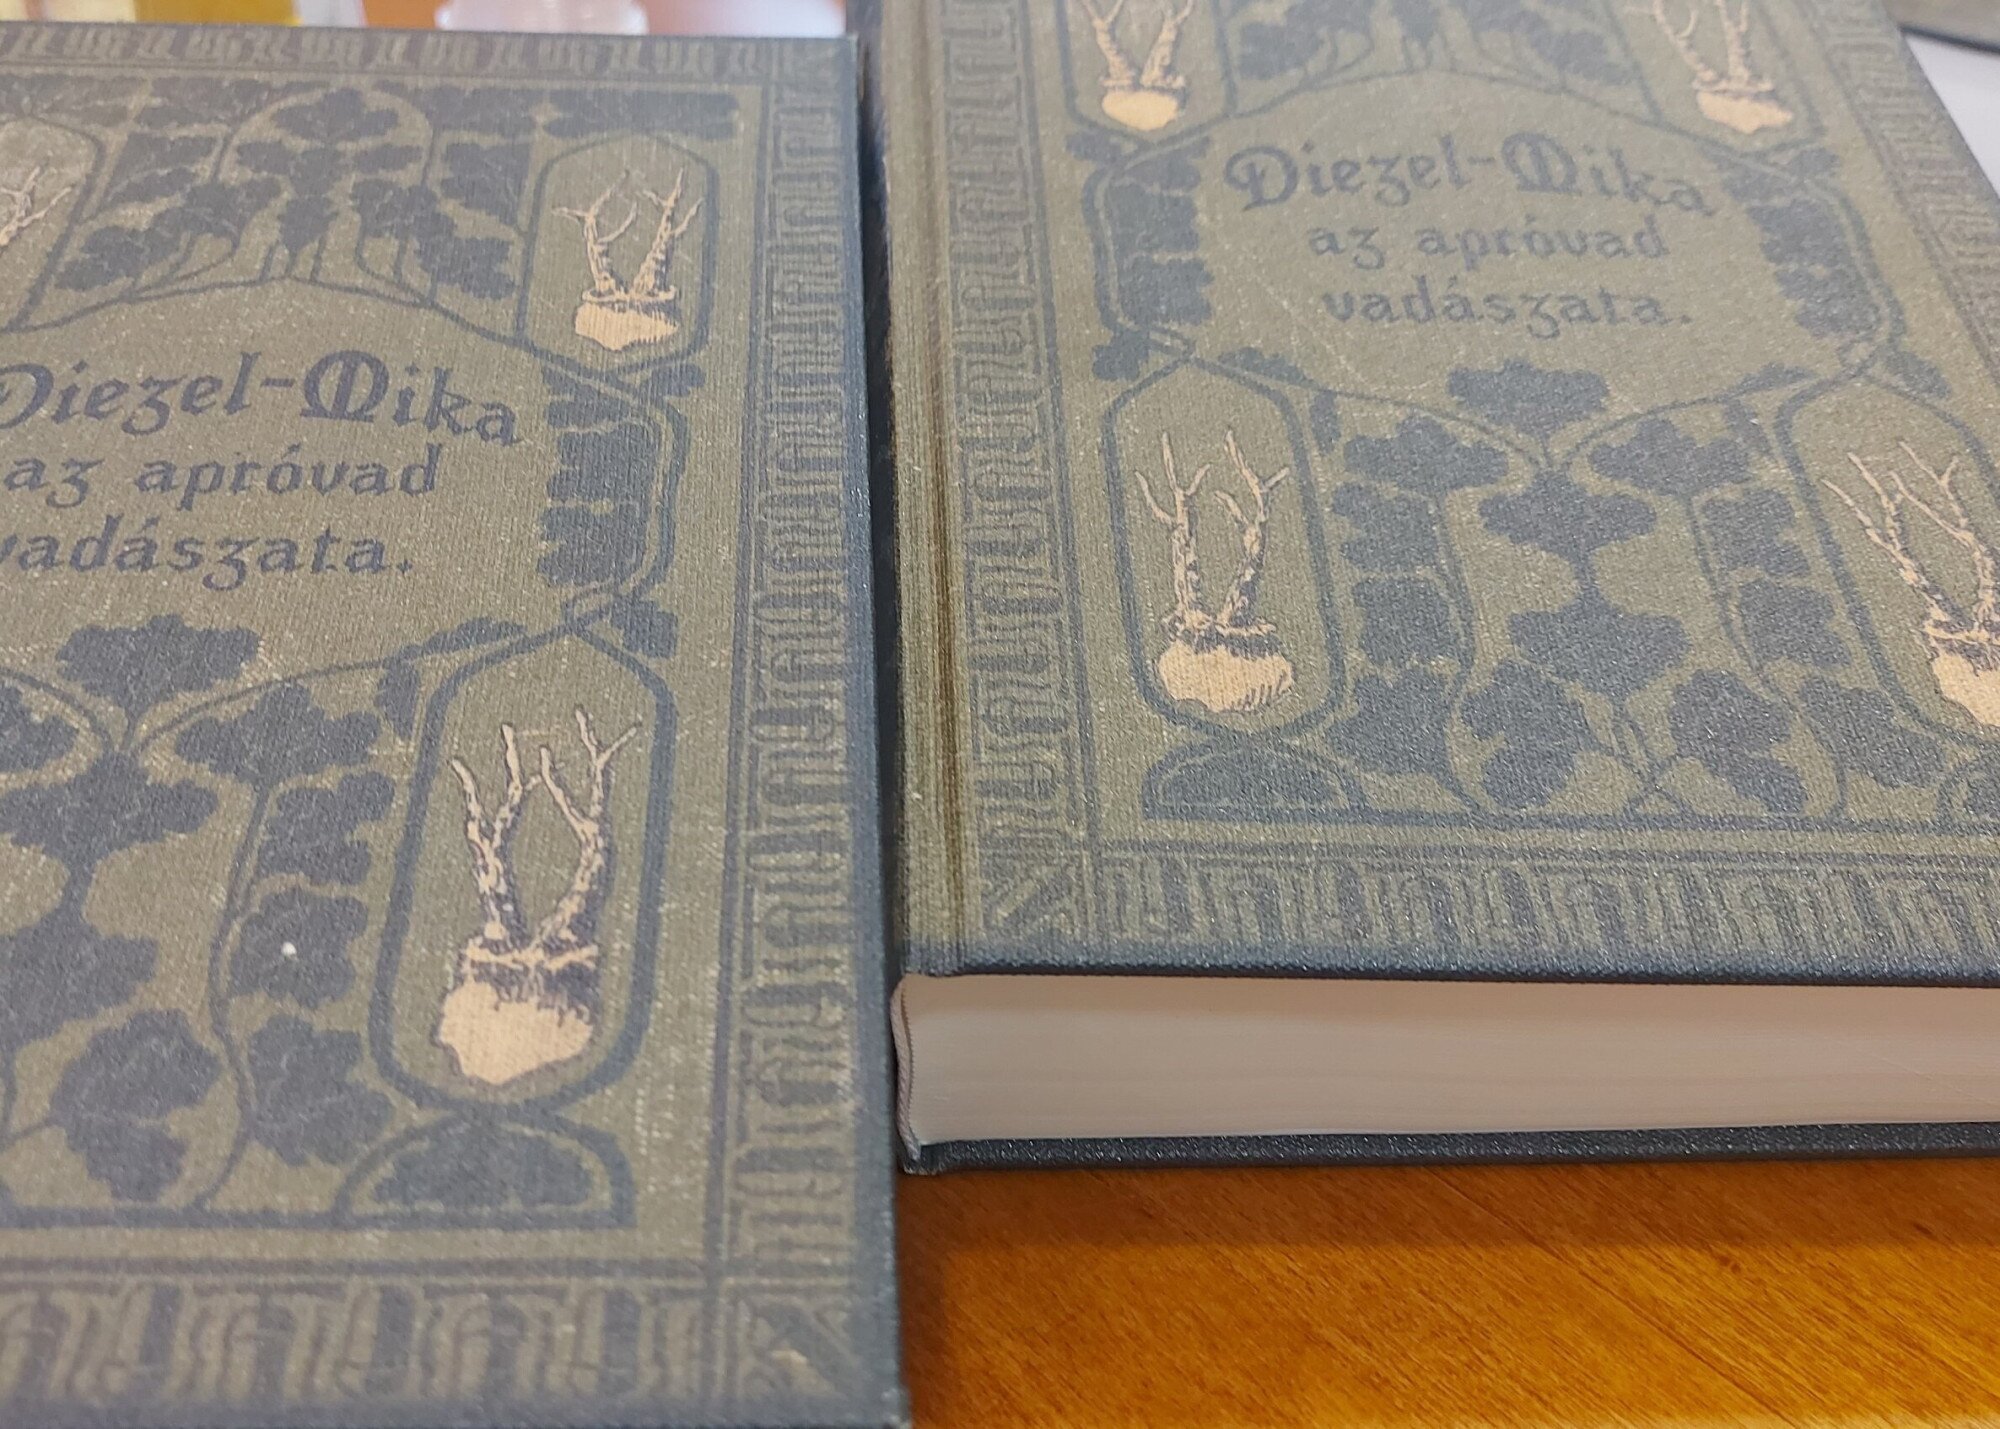 Diezel-Mika
az apróvad
vadászata.
Diezel-Mika
az apróvad
vadászata.